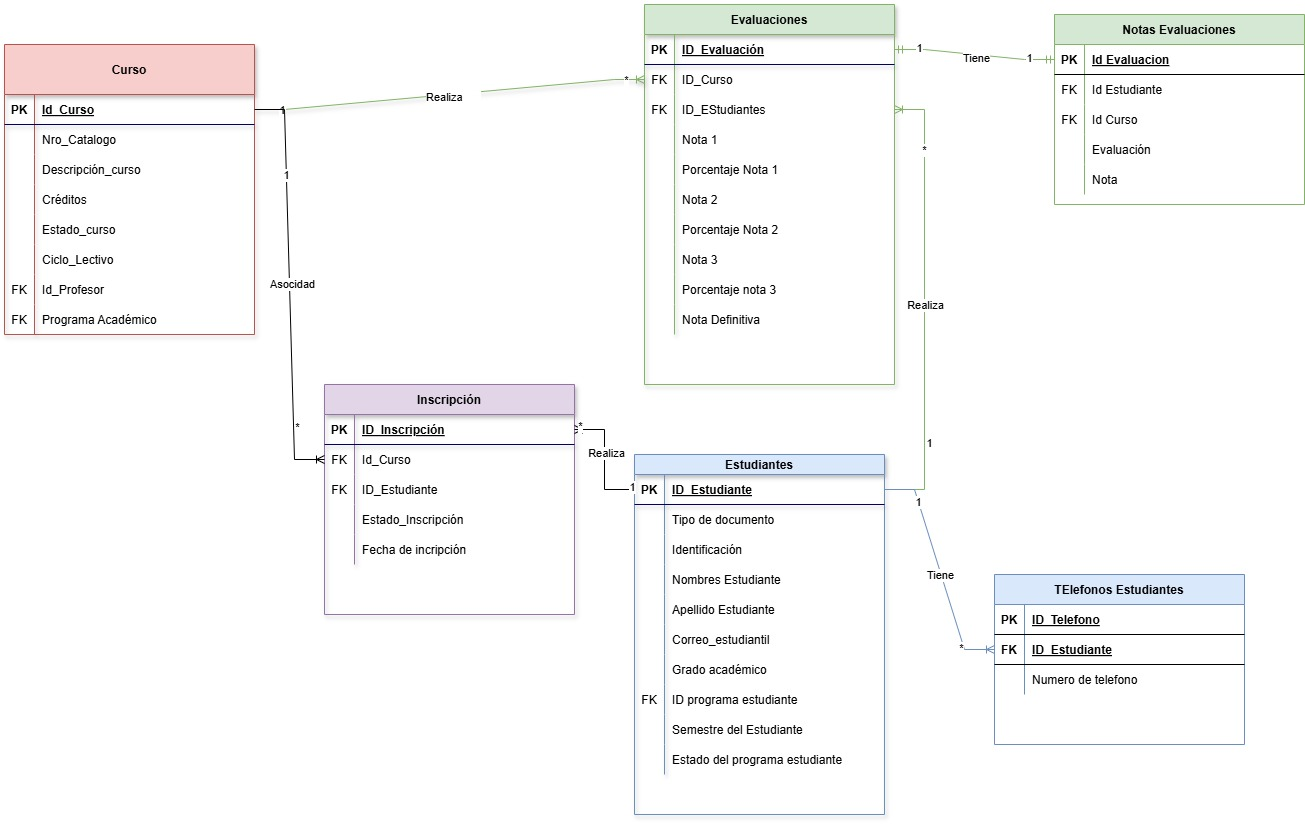 Curso
PK Id_Curso
Nro_Catalogo
Descripción_curso
Créditos
Estado_curso
Ciclo_Lectivo
FK Id_Profesor
FK Programa Académico
1
Realiza
*
1
Asocidad
*
Evaluaciones
PK ID_Evaluación
FK ID_Curso
FK ID_EStudiantes
Nota 1
Porcentaje Nota 1
Nota 2
Porcentaje Nota 2
Nota 3
Porcentaje nota 3
Nota Definitiva
1
Tiene
1
Notas Evaluaciones
PK Id Evaluacion
FK Id Estudiante
FK Id Curso
Evaluación
Nota
*
Realiza
1
Inscripción
PK ID_Inscripción
FK Id_Curso
FK ID_Estudiante
Estado_Inscripción
Fecha de incripción
*
Realiza
1
Estudiantes
PK ID_Estudiante
Tipo de documento
Identificación
Nombres Estudiante
Apellido Estudiante
Correo_estudiantil
Grado académico
FK ID programa estudiante
Semestre del Estudiante
Estado del programa estudiante
1
Tiene
*
TElefonos Estudiantes
PK ID_Telefono
FK ID_Estudiante
Numero de telefono